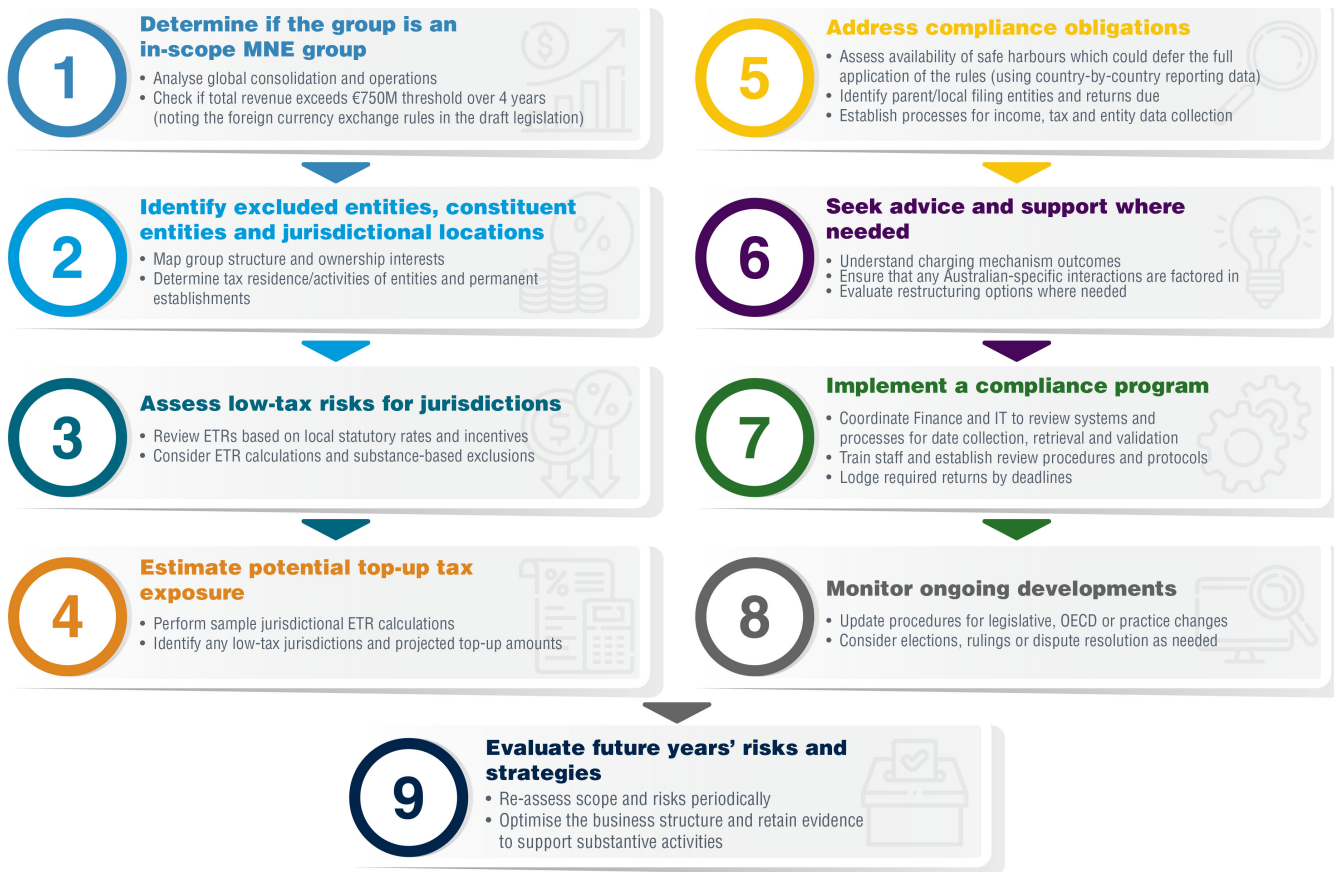 1
Determine if the group is an
in-scope MNE group
• Analyse global consolidation and operations
• Check if total revenue exceeds €750M threshold over 4 years
(noting the foreign currency exchange rules in the draft legislation)
2
Identify excluded entities, constituent
entities and jurisdictional locations
• Map group structure and ownership interests
• Determine tax residence/activities of entities and permanent
establishments
3
Assess low-tax risks for jurisdictions
• Review ETRs based on local statutory rates and incentives
• Consider ETR calculations and substance-based exclusions
4
Estimate potential top-up tax
exposure
• Perform sample jurisdictional ETR calculations
• Identify any low-tax jurisdictions and projected top-up amounts
5
Address compliance obligations
• Assess availability of safe harbours which could defer the full
application of the rules (using country-by-country reporting data)
• Identify parent/local filing entities and returns due
• Establish processes for income, tax and entity data collection
6
Seek advice and support where
needed
• Understand charging mechanism outcomes
• Ensure that any Australian-specific interactions are factored in
• Evaluate restructuring options where needed
7
Implement a compliance program
• Coordinate Finance and IT to review systems and
processes for date collection, retrieval and validation
• Train staff and establish review procedures and protocols
• Lodge required returns by deadlines
8
Monitor ongoing developments
• Update procedures for legislative, OECD or practice changes
• Consider elections, rulings or dispute resolution as needed
9
Evaluate future years’ risks and
strategies
• Re-assess scope and risks periodically
• Optimise the business structure and retain evidence
to support substantive activities